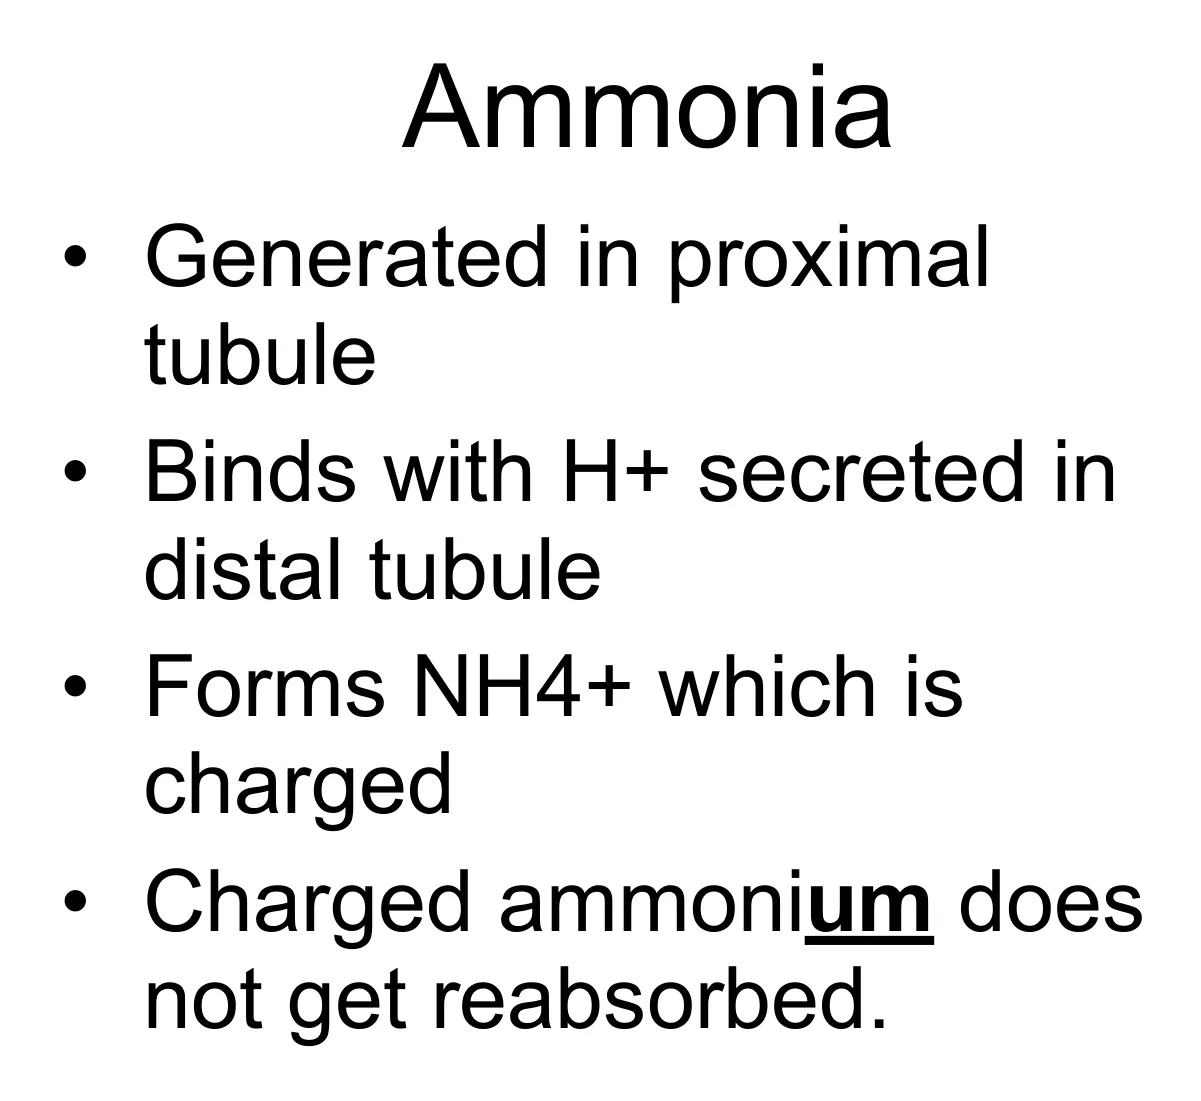 Ammonia
• Generated in proximal
tubule
• Binds with H+ secreted in
distal tubule
• Forms NH4+ which is
charged
• Charged ammonium does
not get reabsorbed.